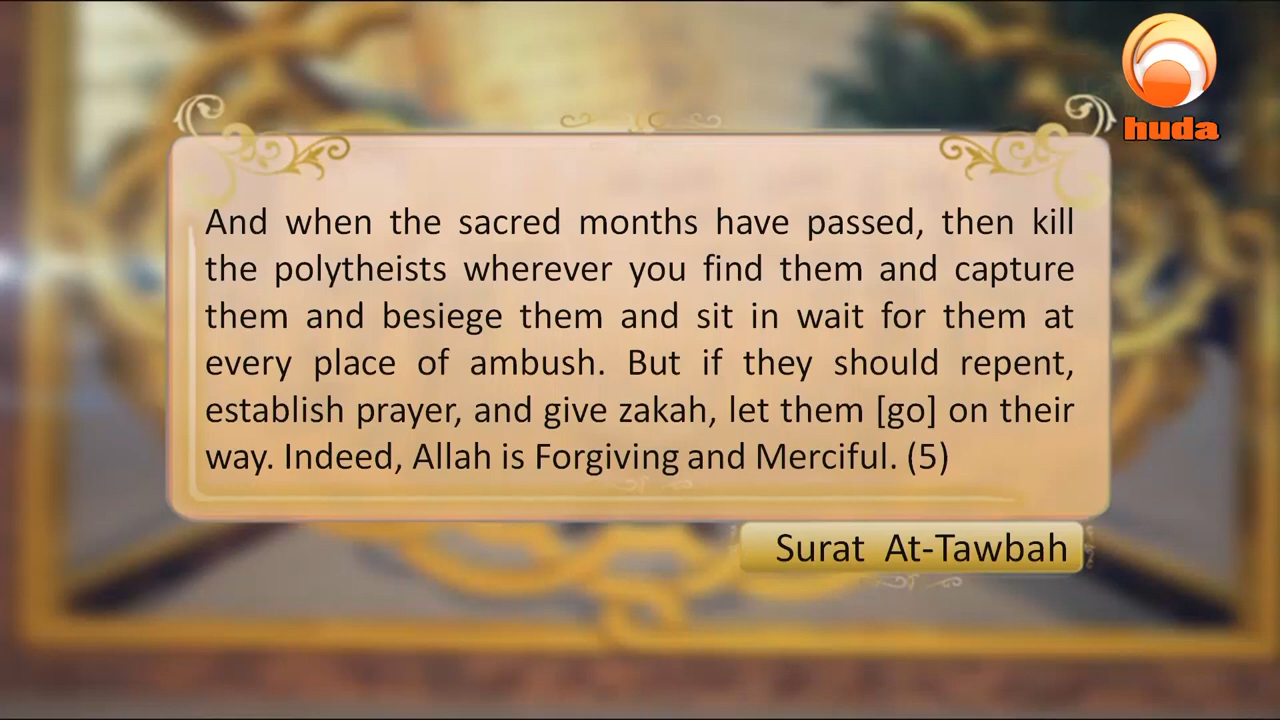 huda
And when the sacred months have passed, then kill
the polytheists wherever you find them and capture
them and besiege them and sit in wait for them at
every place of ambush. But if they should repent,
establish prayer, and give zakah, let them [go] on their
way. Indeed, Allah is Forgiving and Merciful. (5)
Surat At-Tawbah